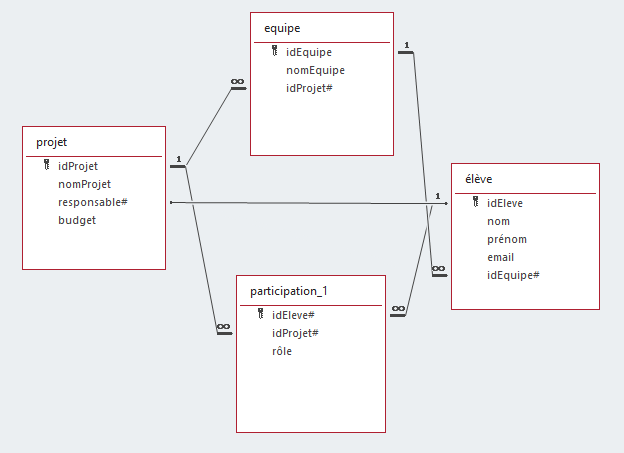 equipe
idEquipe
nomEquipe
idProjet#
1
∞
projet
idProjet
nomProjet
responsable#
budget
1
élève
idEleve
nom
prénom
email
idEquipe#
1
∞
participation_1
idEleve#
idProjet#
rôle
∞
∞